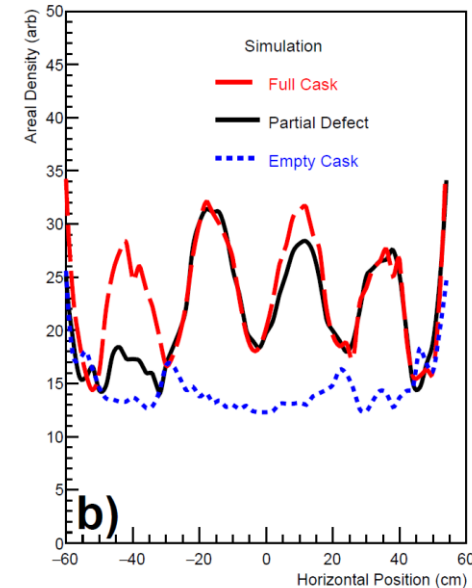 Areal Density (arb)
Simulation
Full Cask
Partial Defect
Empty Cask
50
45
40
35
30
25
20
15
10
5
0
b)
−60 −40 −20 0 20 40 60
Horizontal Position (cm)